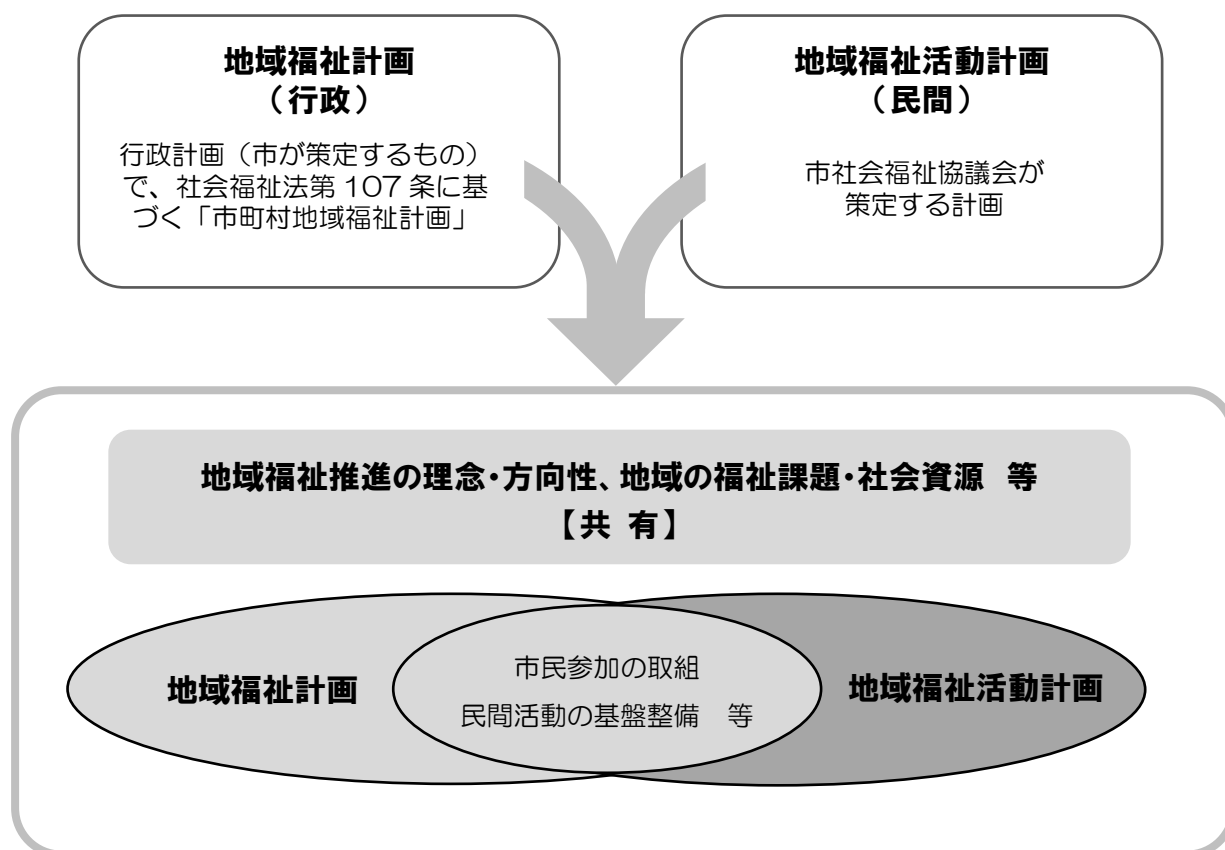 地域福祉計画
（行政）
行政計画（市が策定するもの）
で、社会福祉法第 107 条に基
づく「市町村地域福祉計画」
地域福祉活動計画
（民間）
市社会福祉協議会が
策定する計画
地域福祉推進の理念・方向性、地域の福祉課題・社会資源　等
【共 有】
地域福祉計画
市民参加の取組
民間活動の基盤整備　等
地域福祉活動計画